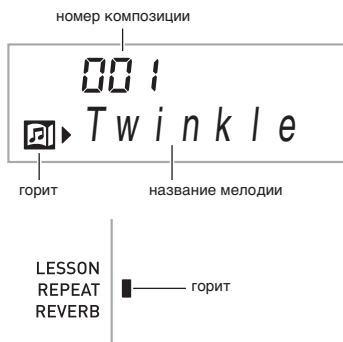 номер композиции
001
Twinkle
горит
название мелодии
LESSON
REPEAT
горит
REVERB